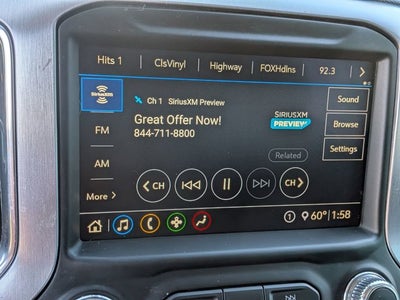 Hits 1 ClsVinyl Highway FOXHdlns 92.3
SiriusXM
Ch 1 SiriusXM Preview
Sound
Great Offer Now!
844-711-8800
SIRIUSXM
PREVIEW
Browse
FM
Related
Settings
AM
CH
CH
More
1 60° 1:58